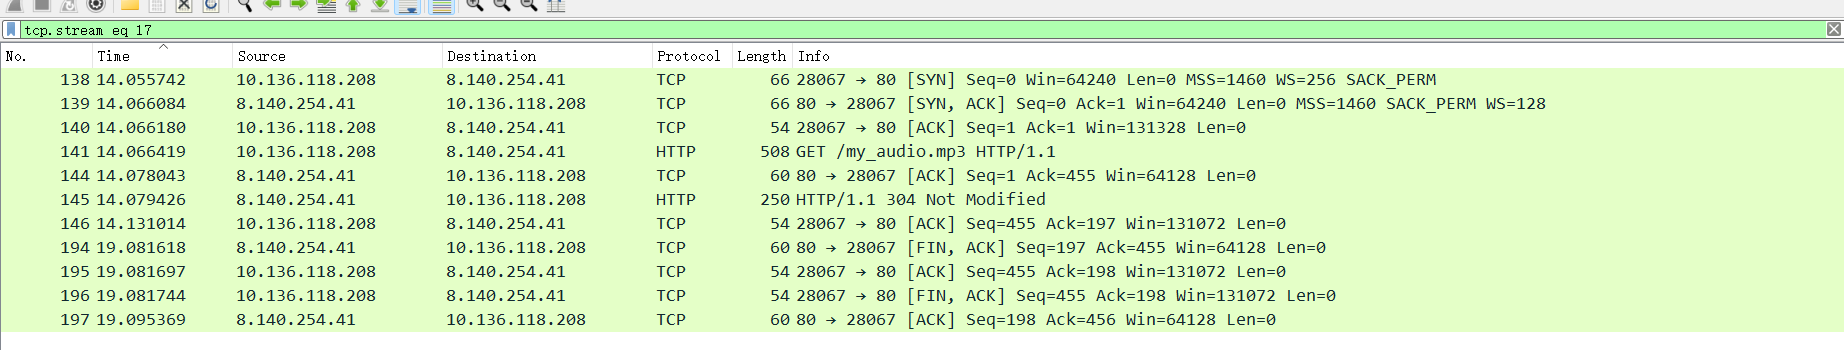 tcp.stream eq 17
No. Time Source Destination Protocol Length Info
138 14.055742 10.136.118.208 8.140.254.41 TCP 66 28067 → 80 [SYN] Seq=0 Win=64240 Len=0 MSS=1460 WS=256 SACK_PERM
139 14.066084 8.140.254.41 10.136.118.208 TCP 66 80 → 28067 [SYN, ACK] Seq=0 Ack=1 Win=64240 Len=0 MSS=1460 SACK_PERM WS=128
140 14.066180 10.136.118.208 8.140.254.41 TCP 54 28067 → 80 [ACK] Seq=1 Ack=1 Win=131328 Len=0
141 14.066419 10.136.118.208 8.140.254.41 HTTP 508 GET /my_audio.mp3 HTTP/1.1
144 14.078043 8.140.254.41 10.136.118.208 TCP 60 80 → 28067 [ACK] Seq=1 Ack=455 Win=64128 Len=0
145 14.079426 8.140.254.41 10.136.118.208 HTTP 250 HTTP/1.1 304 Not Modified
146 14.131014 10.136.118.208 8.140.254.41 TCP 54 28067 → 80 [ACK] Seq=455 Ack=197 Win=131072 Len=0
194 19.081618 8.140.254.41 10.136.118.208 TCP 60 80 → 28067 [FIN, ACK] Seq=197 Ack=455 Win=64128 Len=0
195 19.081697 10.136.118.208 8.140.254.41 TCP 54 28067 → 80 [ACK] Seq=455 Ack=198 Win=131072 Len=0
196 19.081744 10.136.118.208 8.140.254.41 TCP 54 28067 → 80 [FIN, ACK] Seq=455 Ack=198 Win=131072 Len=0
197 19.095369 8.140.254.41 10.136.118.208 TCP 60 80 → 28067 [ACK] Seq=198 Ack=456 Win=64128 Len=0